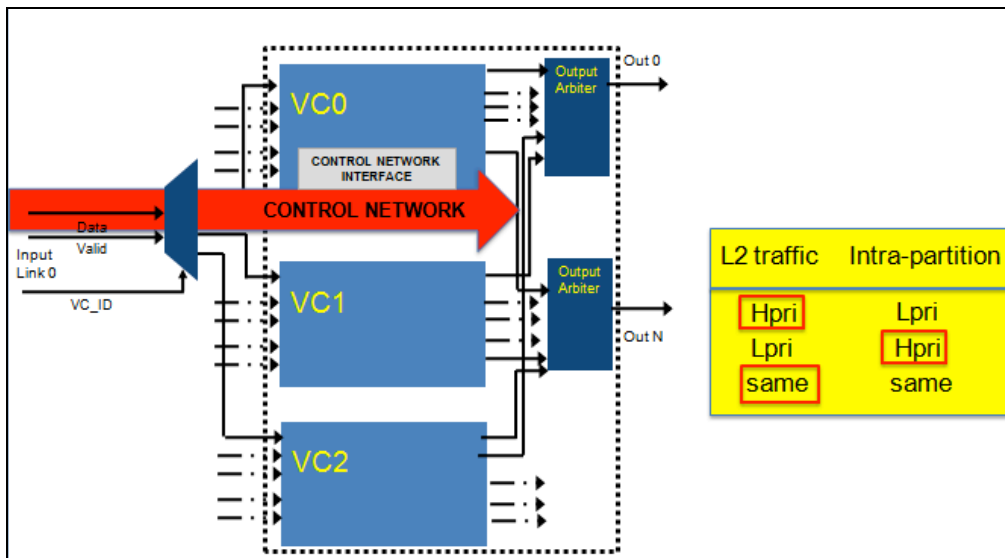 VC0
CONTROL NETWORK
INTERFACE
CONTROL NETWORK
Data
Valid
Input
Link 0
VC_ID
VC1
VC2
Output
Arbiter
Out 0
Output
Arbiter
Out N
L2 traffic Intra-partition
Hpri Lpri
Lpri Hpri
same same